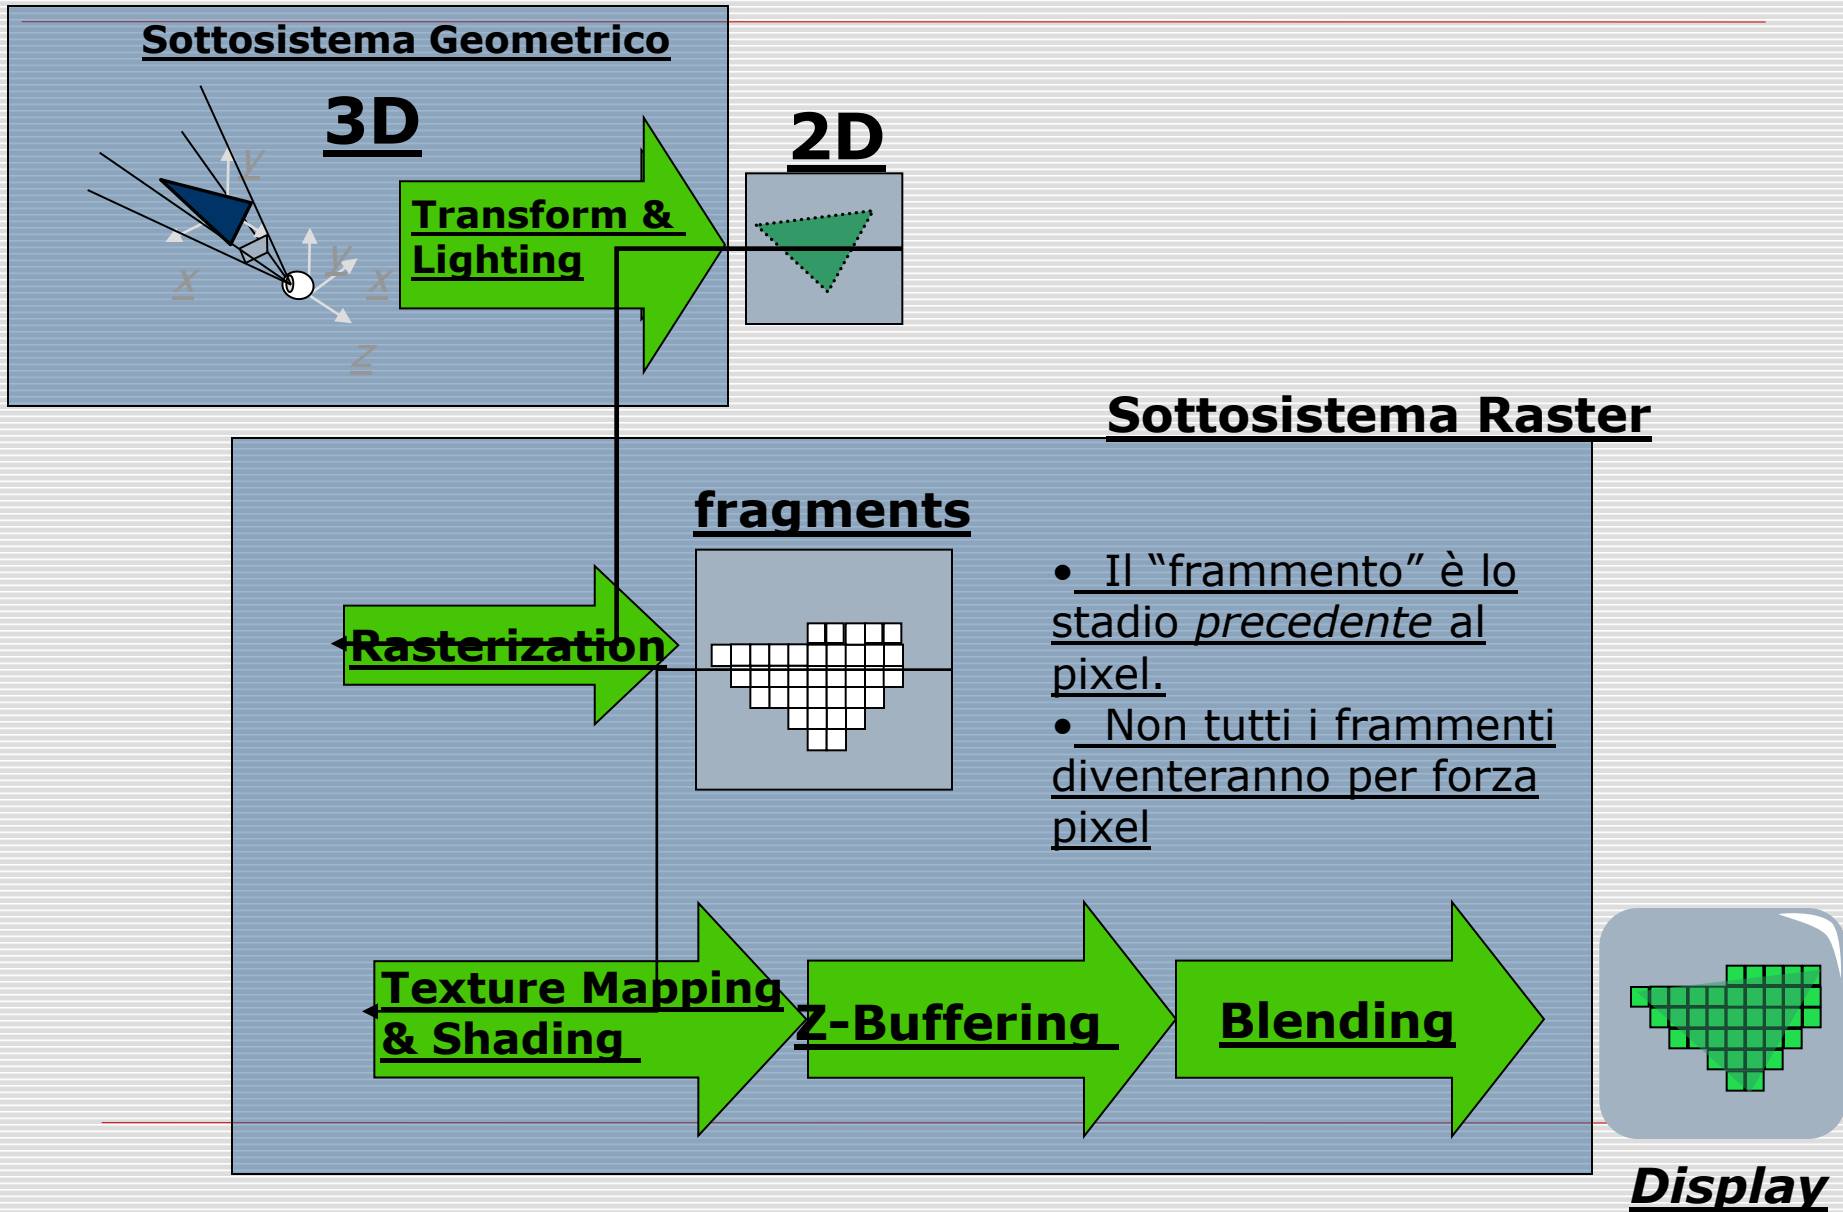 Sottosistema Geometrico
3D
2D
y
x
y
x
z
Transform &
Lighting
Sottosistema Raster
fragments
Rasterization
• Il “frammento” è lo
stadio precedente al
pixel.
• Non tutti i frammenti
diventeranno per forza
pixel
Texture Mapping
& Shading
Z-Buffering
Blending
Display